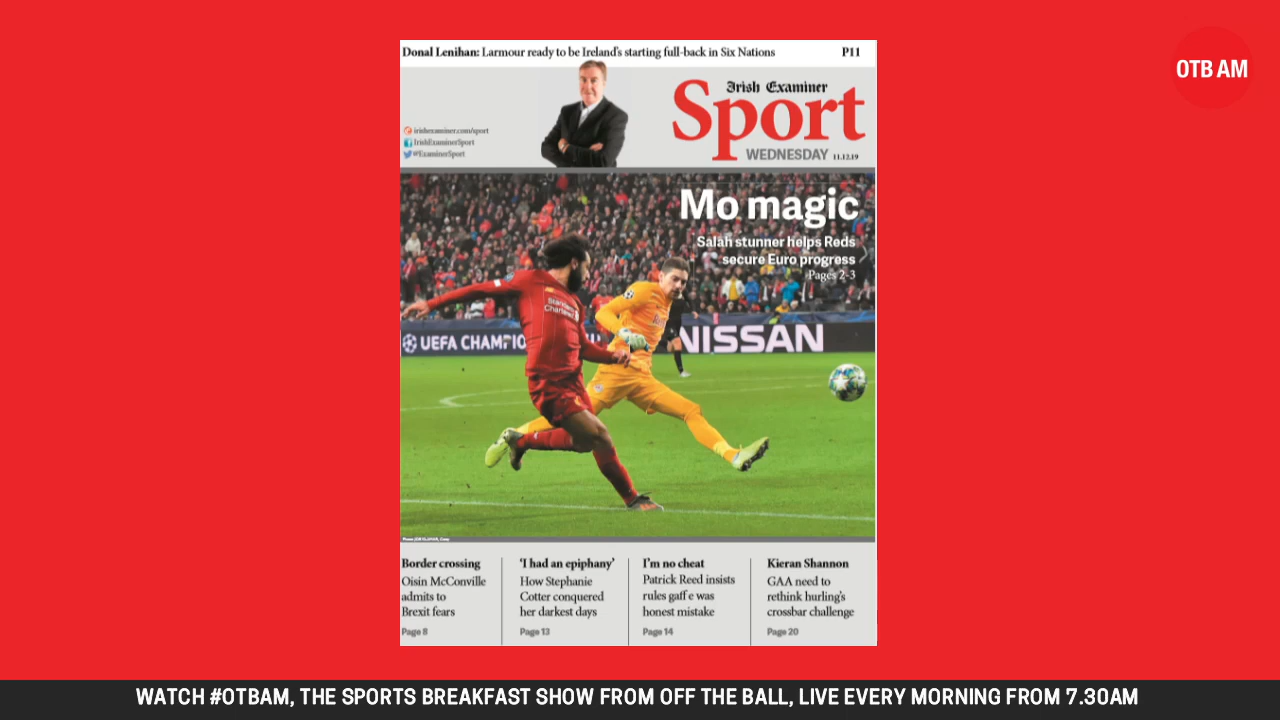 Donal Lenihan: Larmour ready to be Ireland's starting full-back in Six Nations P11
OTB AM
Irish Examiner
Sport
WEDNESDAY 11.12.19
irishexaminer.com/sport
IrishExaminerSport
@ExaminerSport
Mo magic
Salah stunner helps Reds
secure Euro progress
Pages 2-3
Standard
Chartered
UEFA CHAMPIO
NISSAN
Border crossing
Oisin McConville
admits to
Brexit fears
Page 8
'I had an epiphany'
How Stephanie
Cotter conquered
her darkest days
Page 13
I'm no cheat
Patrick Reed insists
rules gaffe was
honest mistake
Page 14
Kieran Shannon
GAA need to
rethink hurling's
crossbar challenge
Page 20
WATCH #OTBAM, THE SPORTS BREAKFAST SHOW FROM OFF THE BALL, LIVE EVERY MORNING FROM 7.30AM